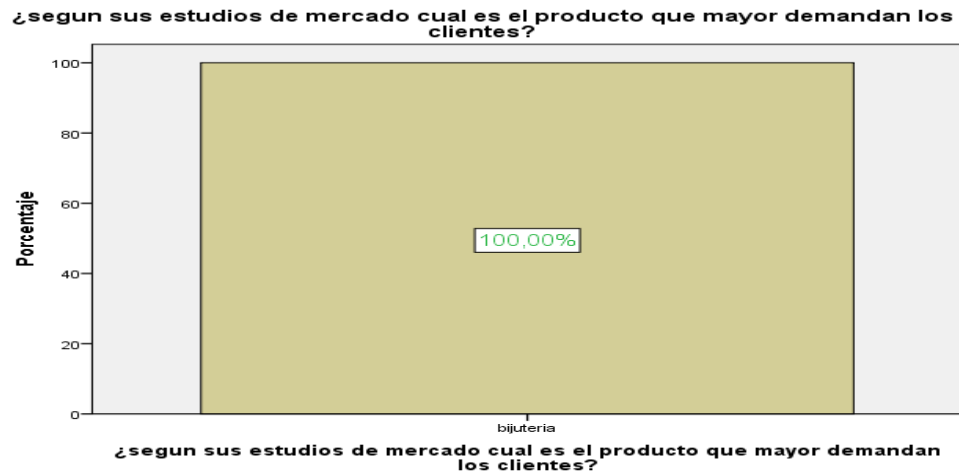 ¿segun sus estudios de mercado cual es el producto que mayor demandan los
clientes?
Porcentaje
100
80
60
40
20
0
100,00%
bijuteria
¿segun sus estudios de mercado cual es el producto que mayor demandan
los clientes?